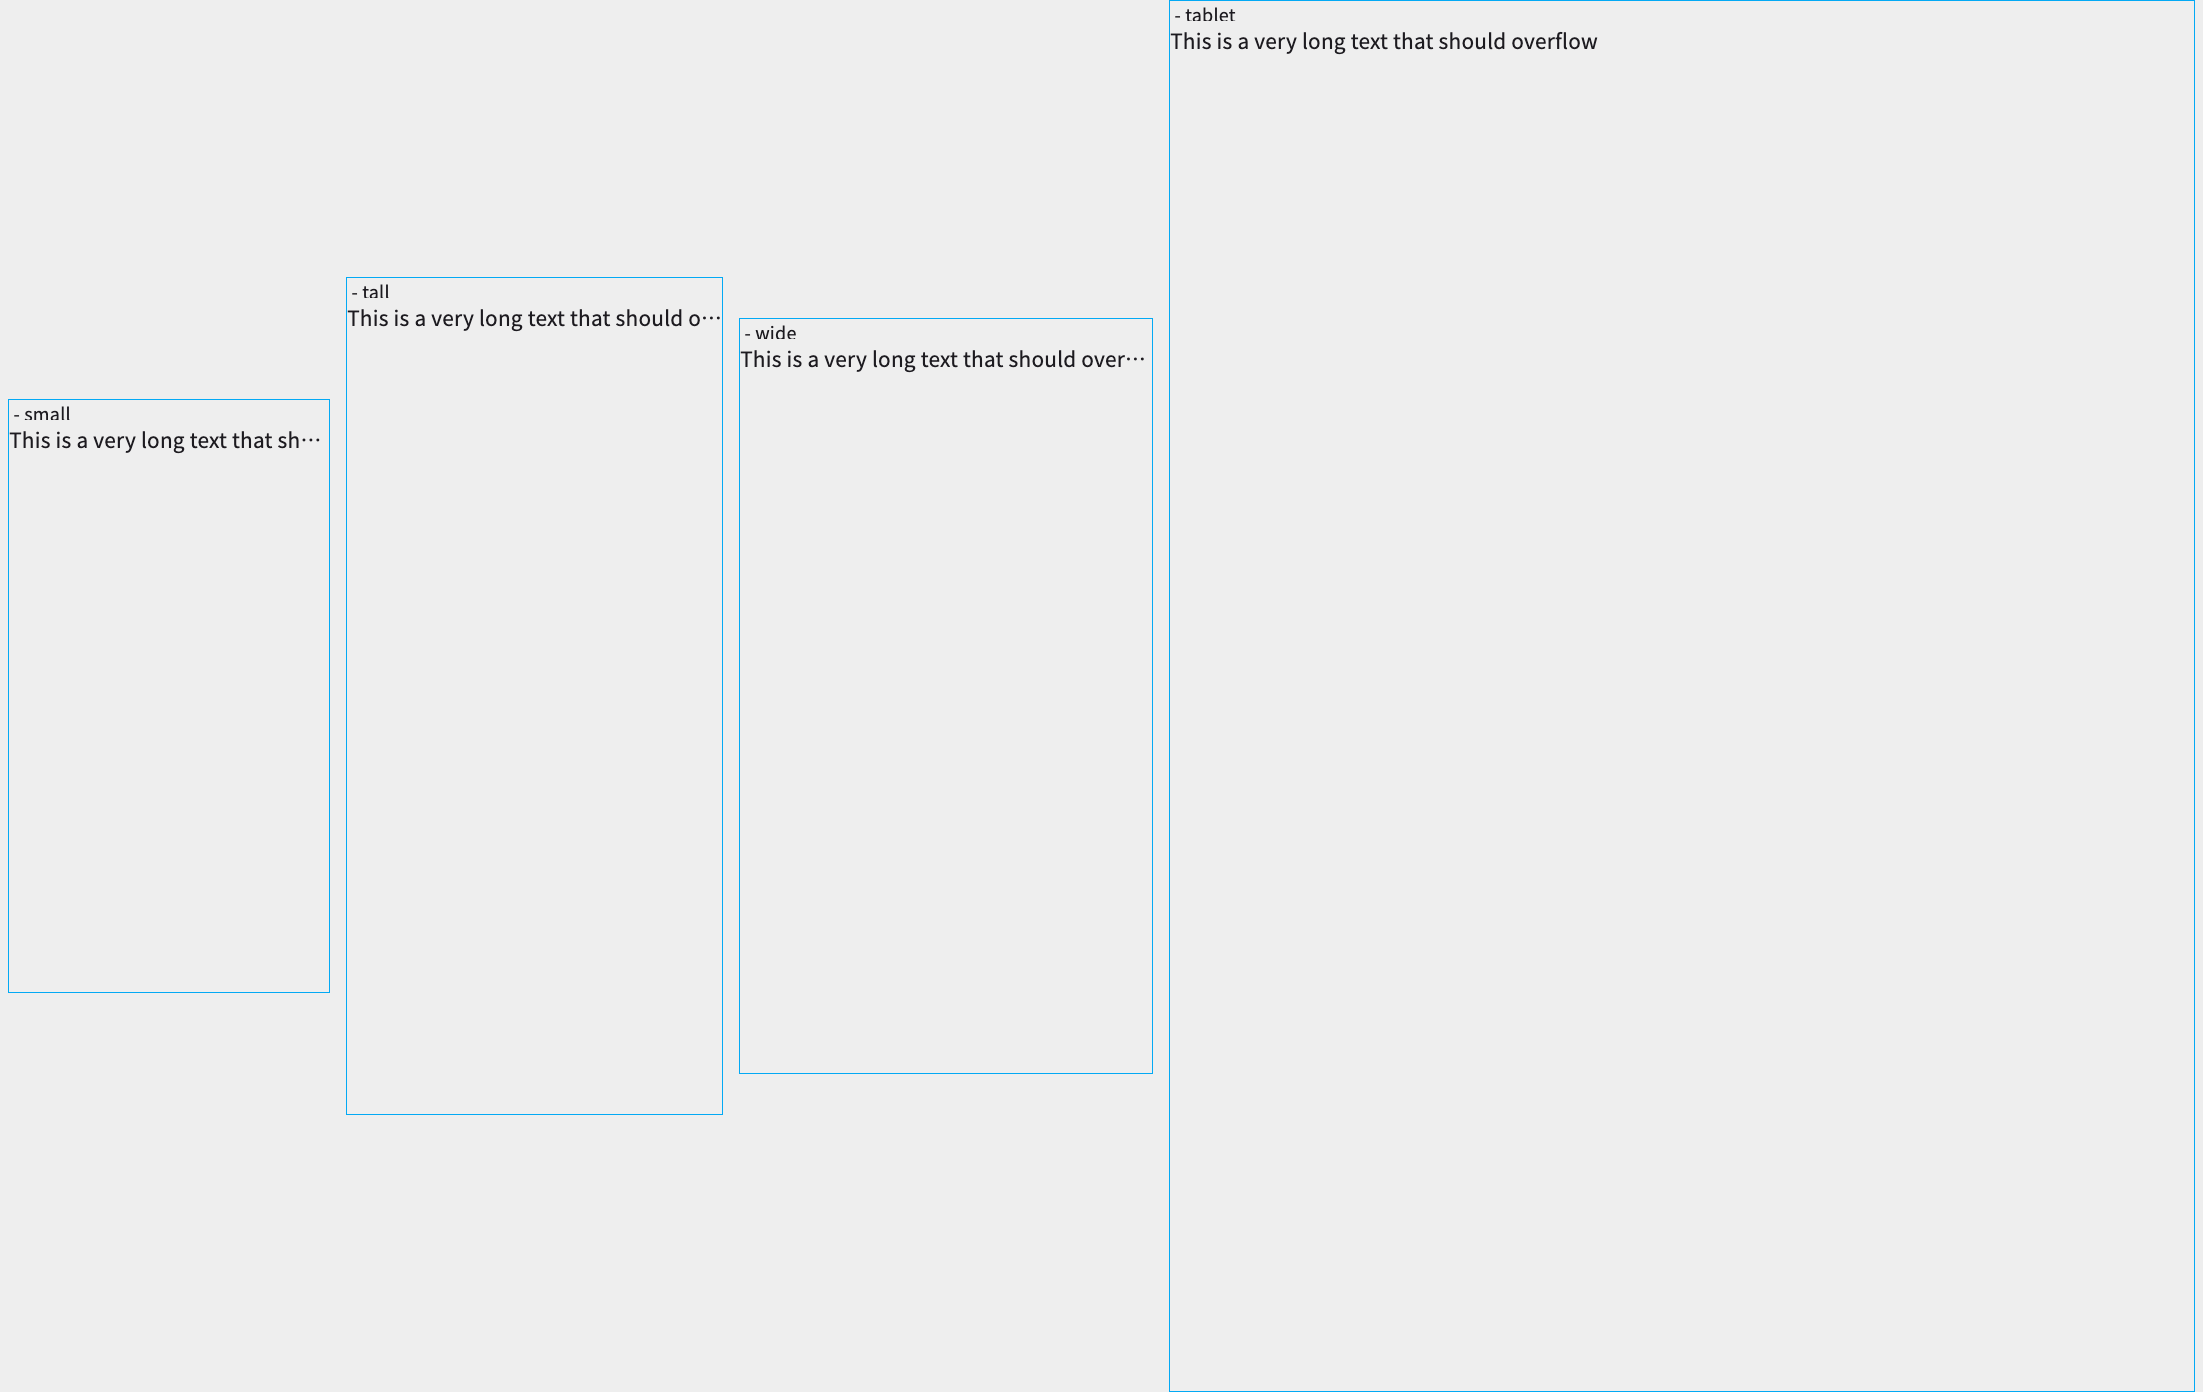 - small
This is a very long text that sh…
- tall
This is a very long text that should o…
- wide
This is a very long text that should over…
- tablet
This is a very long text that should overflow